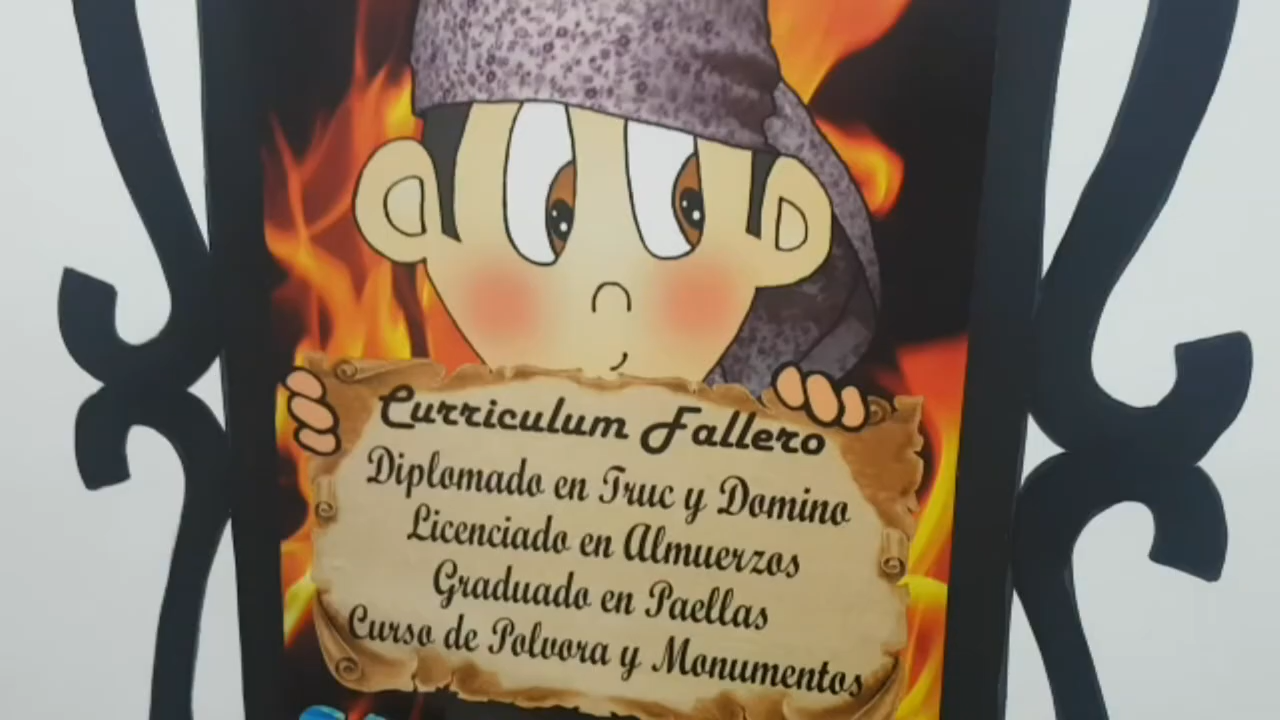 Curriculum Fallero
Diplomado en Truc y Domino
Licenciado en Almuerzos
Graduado en Paellas
Curso de Polvora y Monumentos